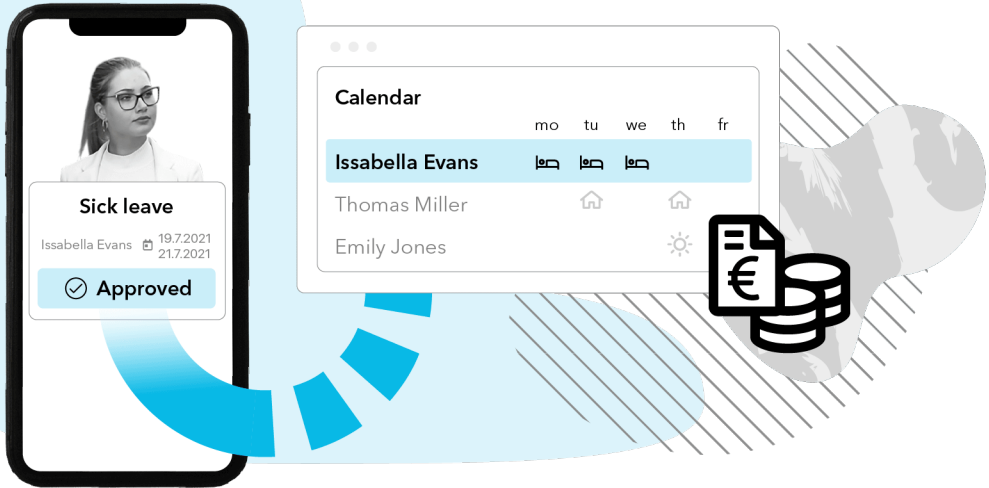 Sick leave
Issabella Evans 19.7.2021
21.7.2021
Approved
Calendar
mo tu we th fr
Issabella Evans
Thomas Miller
Emily Jones
€